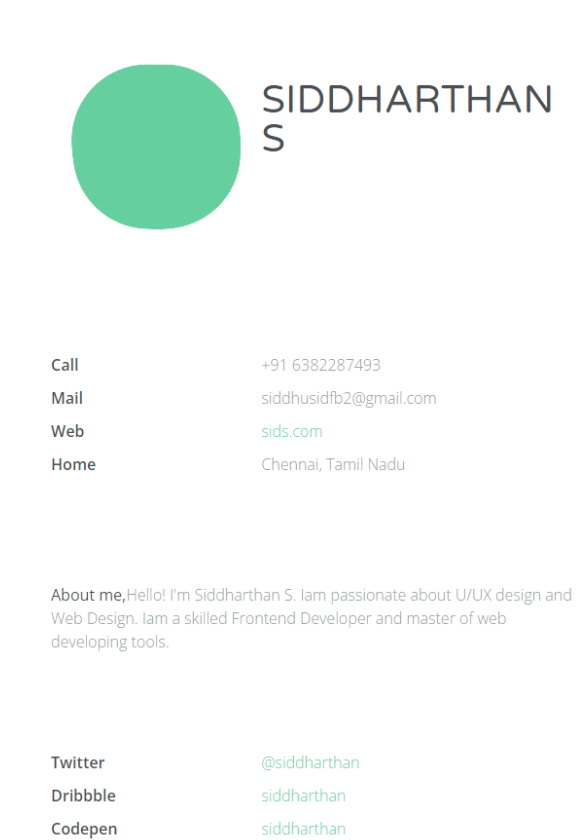 SIDDHARTHAN
S
Call +91 6382287493
Mail siddhusidfb2@gmail.com
Web sids.com
Home Chennai, Tamil Nadu
About me,Hello! I'm Siddharthan S. Iam passionate about U/UX design and
Web Design. Iam a skilled Frontend Developer and master of web
developing tools.
Twitter @siddharthan
Dribbble siddharthan
Codepen siddharthan